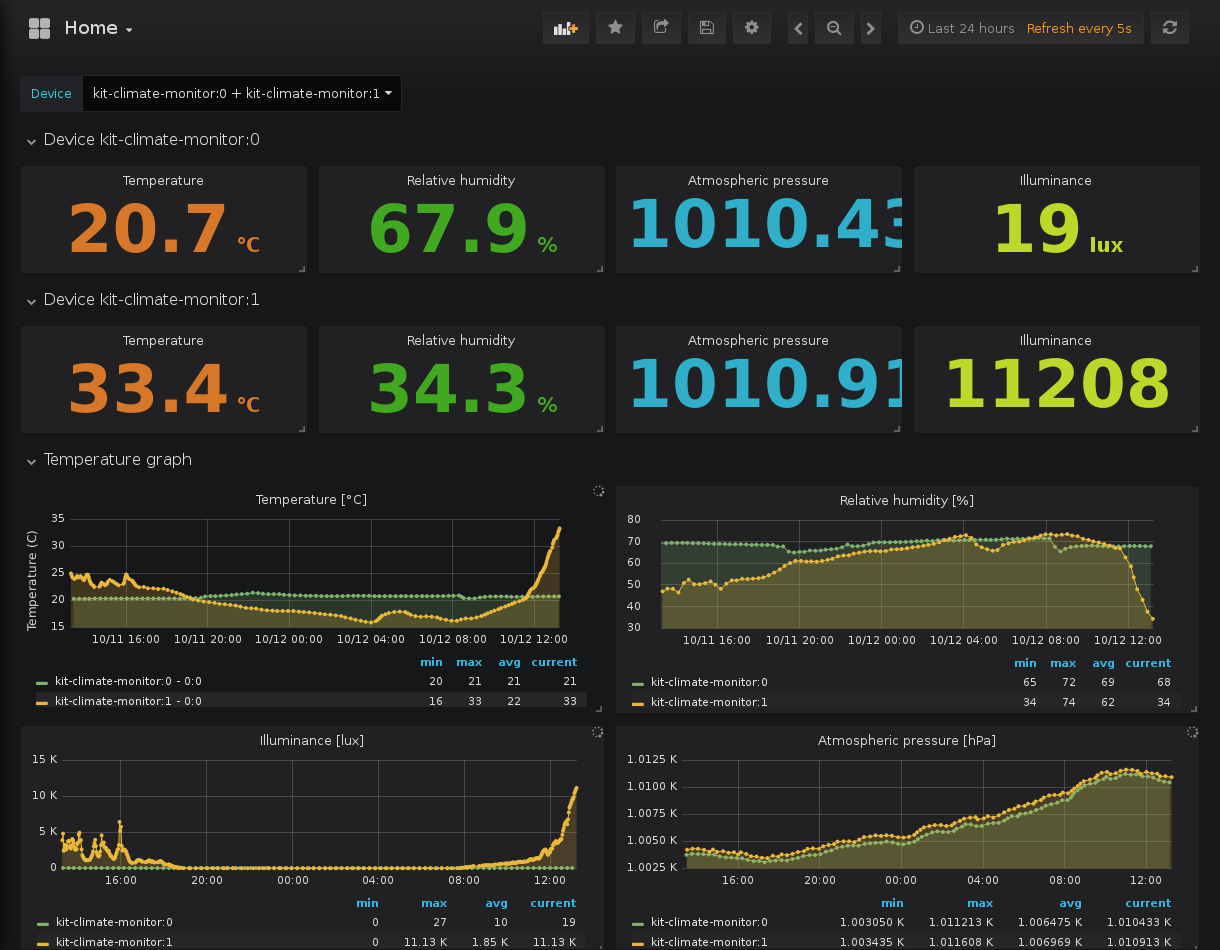 Home
Last 24 hours Refresh every 5s
Device kit-climate-monitor:0 + kit-climate-monitor:1
Device kit-climate-monitor:0
Temperature Relative humidity Atmospheric pressure Illuminance
20.7 °C 67.9 % 1010.43 19 lux
Device kit-climate-monitor:1
Temperature Relative humidity Atmospheric pressure Illuminance
33.4 °C 34.3 % 1010.91 11208
Temperature graph
Temperature [°C]
Temperature (C)
35
30
25
20
15
10/11 16:00 10/11 20:00 10/12 00:00 10/12 04:00 10/12 08:00 10/12 12:00
min max avg current
kit-climate-monitor:0 - 0:0 20 21 21 21
kit-climate-monitor:1 - 0:0 16 33 22 33
Relative humidity [%]
80
70
60
50
40
30
10/11 16:00 10/11 20:00 10/12 00:00 10/12 04:00 10/12 08:00 10/12 12:00
min max avg current
kit-climate-monitor:0 65 72 69 68
kit-climate-monitor:1 34 74 62 34
Illuminance [lux]
15 K
10 K
5 K
0
16:00 20:00 00:00 04:00 08:00 12:00
min max avg current
kit-climate-monitor:0 0 27 10 19
kit-climate-monitor:1 0 11.13 K 1.85 K 11.13 K
Atmospheric pressure [hPa]
1.0125 K
1.0100 K
1.0075 K
1.0050 K
1.0025 K
16:00 20:00 00:00 04:00 08:00 12:00
min max avg current
kit-climate-monitor:0 1.003050 K 1.011213 K 1.006475 K 1.010433 K
kit-climate-monitor:1 1.003435 K 1.011608 K 1.006969 K 1.010913 K